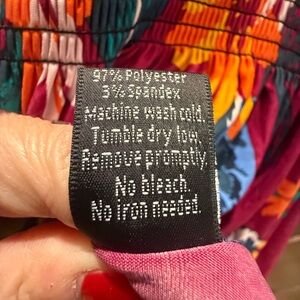 97% Polyester
3% Spandex
Machine wash cold.
Tumble dry low.
Remove promptly.
No bleach.
No iron needed.